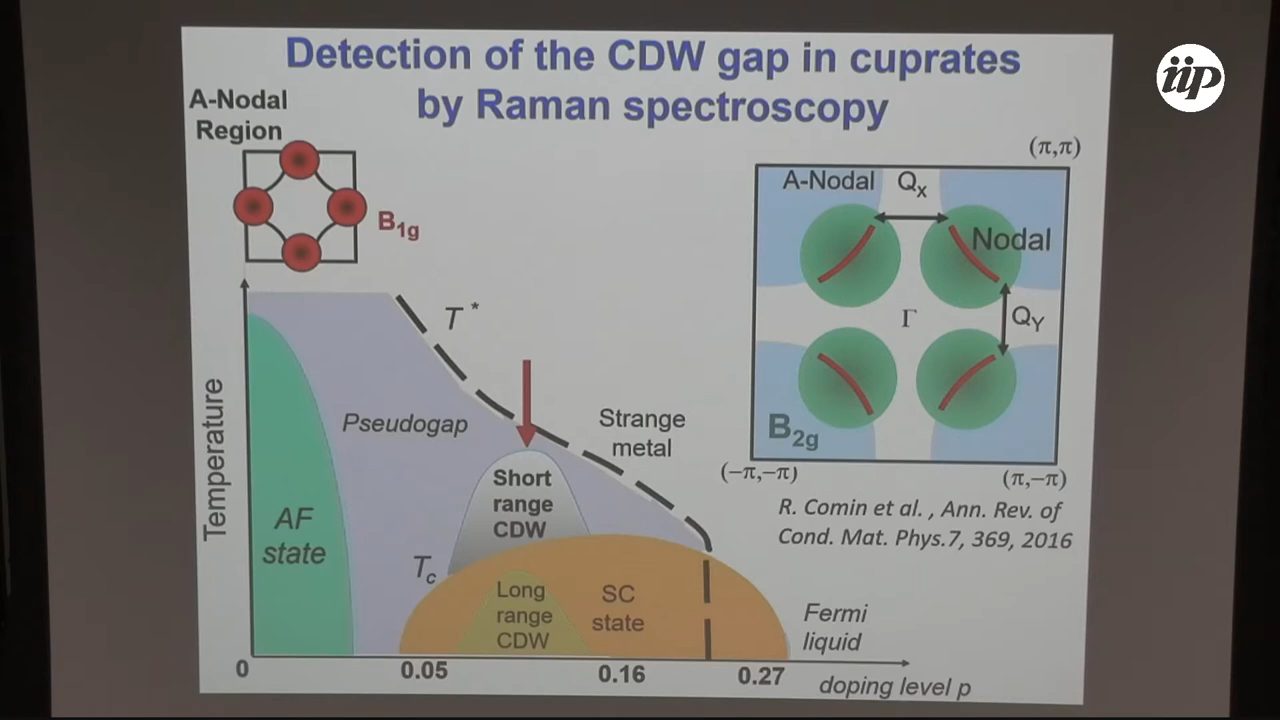 Detection of the CDW gap in cuprates
by Raman spectroscopy
iip
A-Nodal
Region
B1g
(π,π)
A-Nodal
Qx
Nodal
Γ
QY
B2g
(−π,−π)
(π,−π)
R. Comin et al. , Ann. Rev. of
Cond. Mat. Phys.7, 369, 2016
Temperature
T*
Pseudogap
Strange
metal
Short
range
CDW
AF
state
Tc
Long
range
CDW
SC
state
Fermi
liquid
0
0.05
0.16
0.27
doping level p